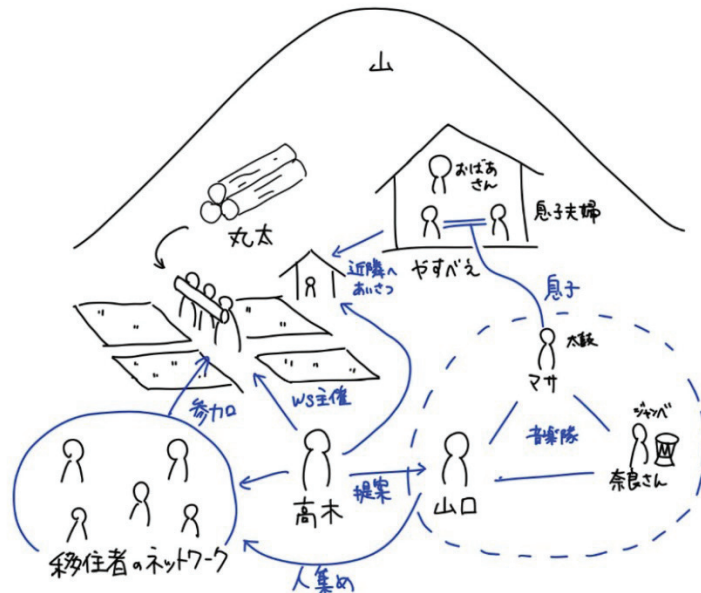 山
おばあ
さん
息子夫婦
丸太
やすべえ
近隣へ
あいさつ
息子
太鼓
マサ
WS主催
参加
音楽隊
ジャンベ
奈良さん
高木
提案
山口
移住者のネットワーク
人集め